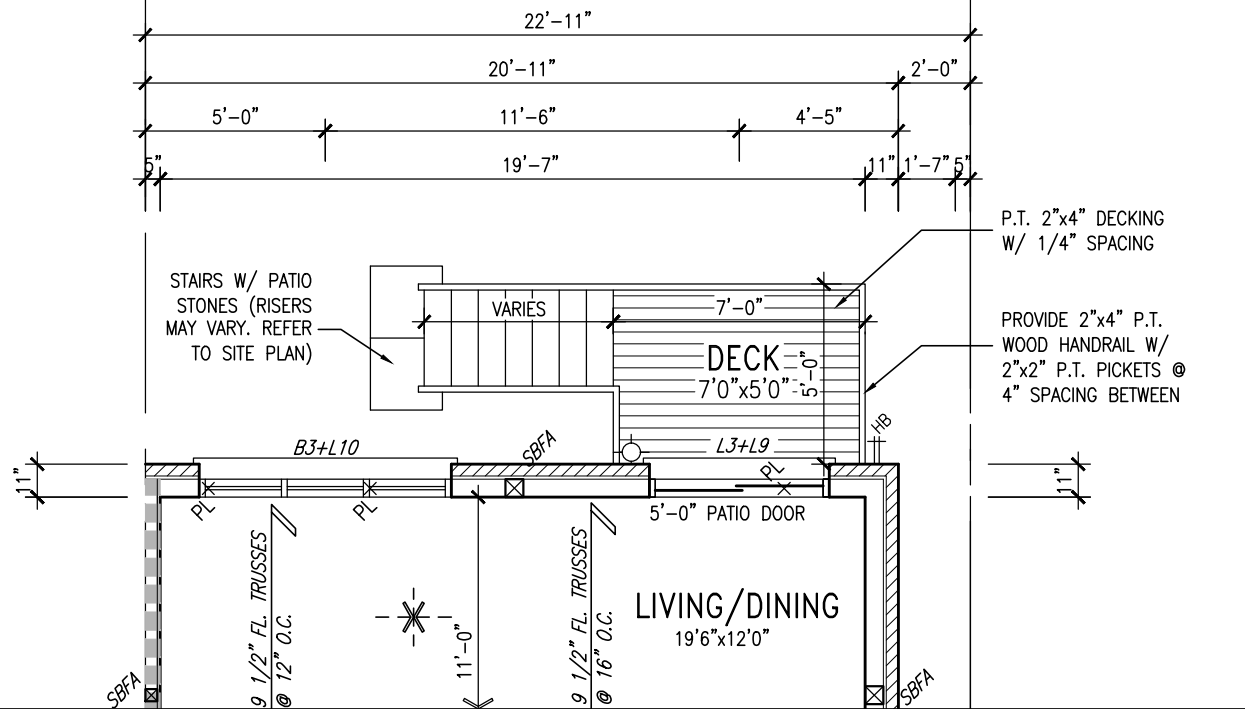 22'-11"
20'-11"
2'-0"
5'-0"
11'-6"
4'-5"
5"
19'-7"
11"
1'-7"
5"
P.T. 2"x4" DECKING
W/ 1/4" SPACING
STAIRS W/ PATIO
STONES (RISERS
MAY VARY. REFER
TO SITE PLAN)
VARIES
7'-0"
PROVIDE 2"x4" P.T.
WOOD HANDRAIL W/
2"x2" P.T. PICKETS @
4" SPACING BETWEEN
DECK
7'0"x5'0"
5'-0"
HB
B3+L10
SBFA
L3+L9
PL
11"
11"
PL
PL
5'-0" PATIO DOOR
9 1/2" FL. TRUSSES
@ 12" O.C.
11'-0"
9 1/2" FL. TRUSSES
@ 16" O.C.
LIVING/DINING
19'6"x12'0"
SBFA
SBFA